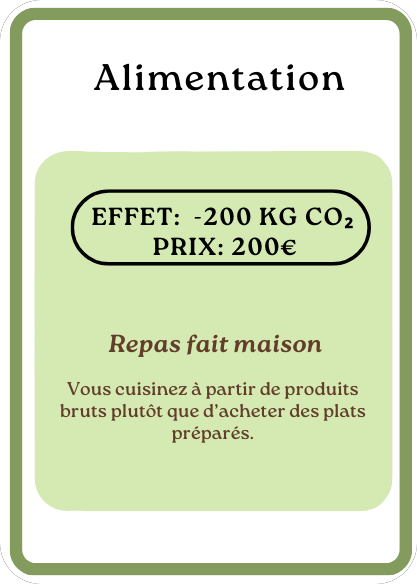 Alimentation
EFFET:  -200 KG CO₂
PRIX: 200€
Repas fait maison
Vous cuisinez à partir de produits
bruts plutôt que d'acheter des plats
préparés.